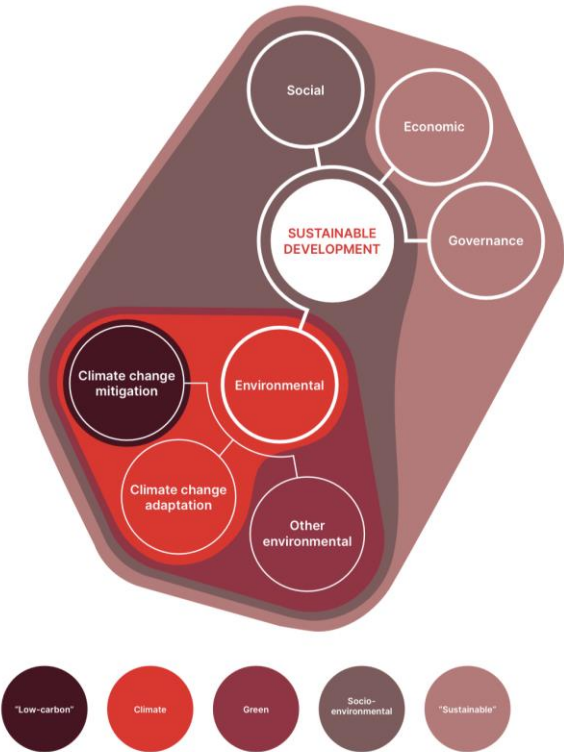 Social
Economic
SUSTAINABLE
DEVELOPMENT
Governance
Climate change
mitigation
Environmental
Climate change
adaptation
Other
environmental
"Low-carbon"
Climate
Green
Socio-
environmental
"Sustainable"